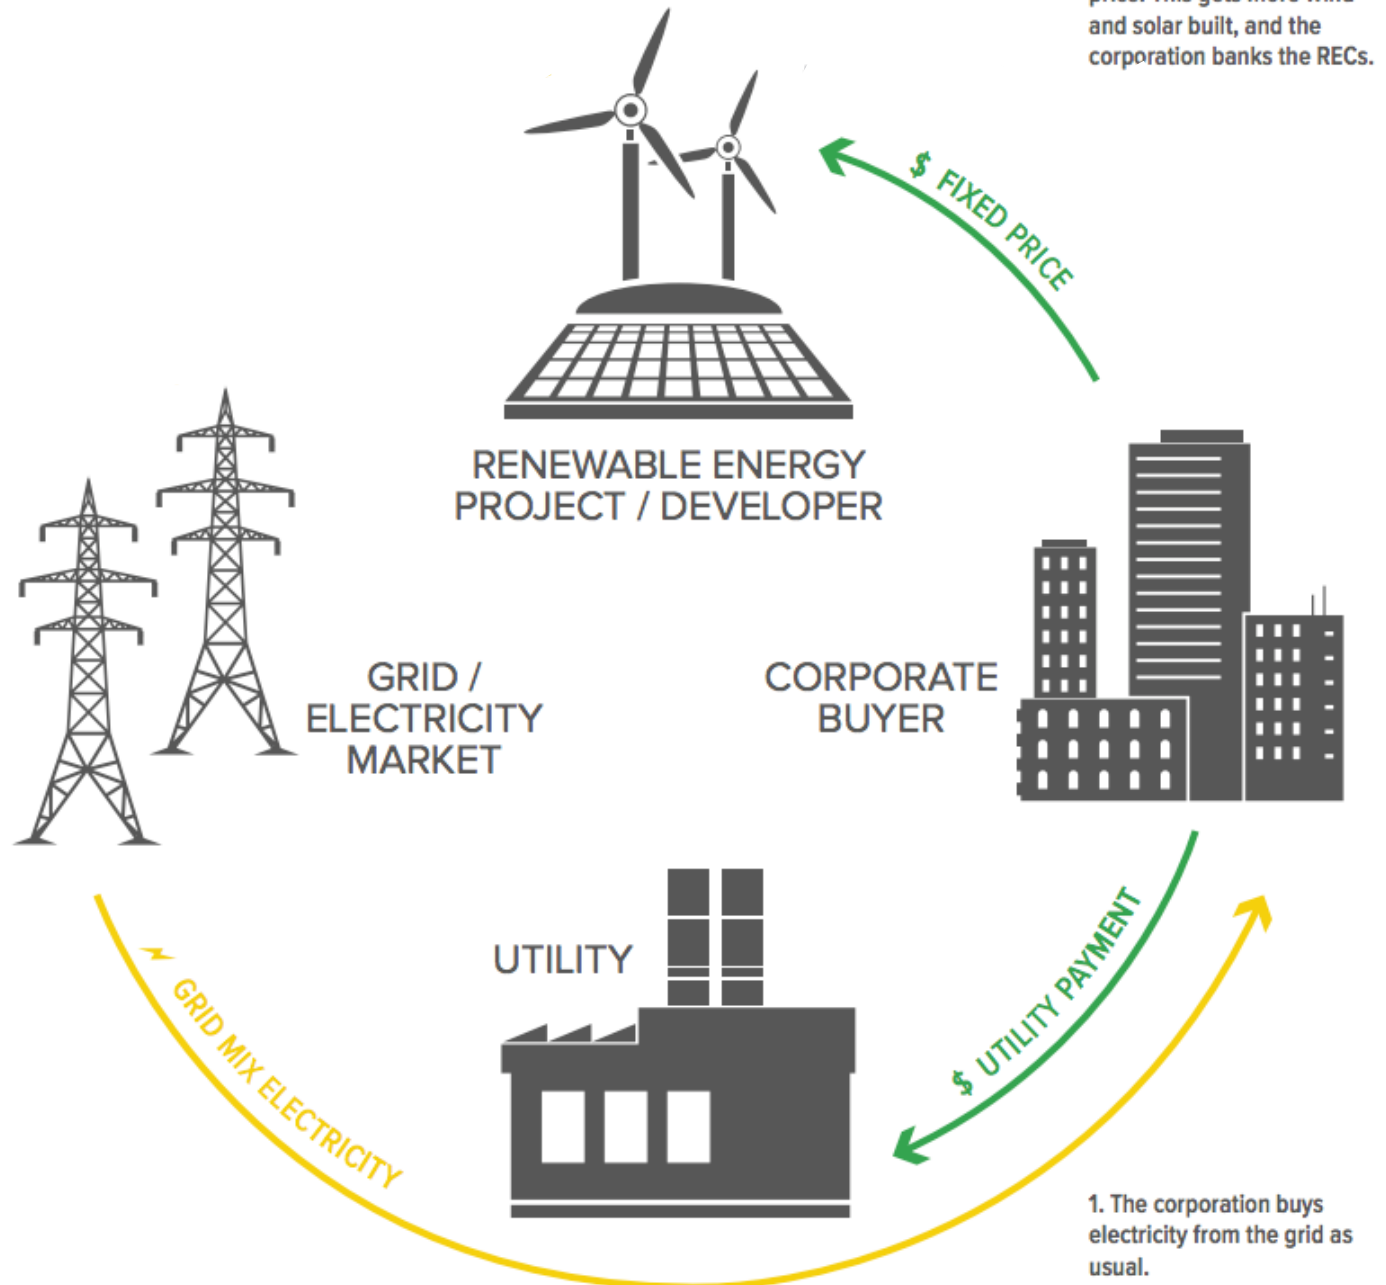 and solar built, and the
corporation banks the RECs.
$ FIXED PRICE
RENEWABLE ENERGY
PROJECT / DEVELOPER
GRID /
ELECTRICITY
MARKET
CORPORATE
BUYER
UTILITY
$ UTILITY PAYMENT
GRID MIX ELECTRICITY
1. The corporation buys
electricity from the grid as
usual.